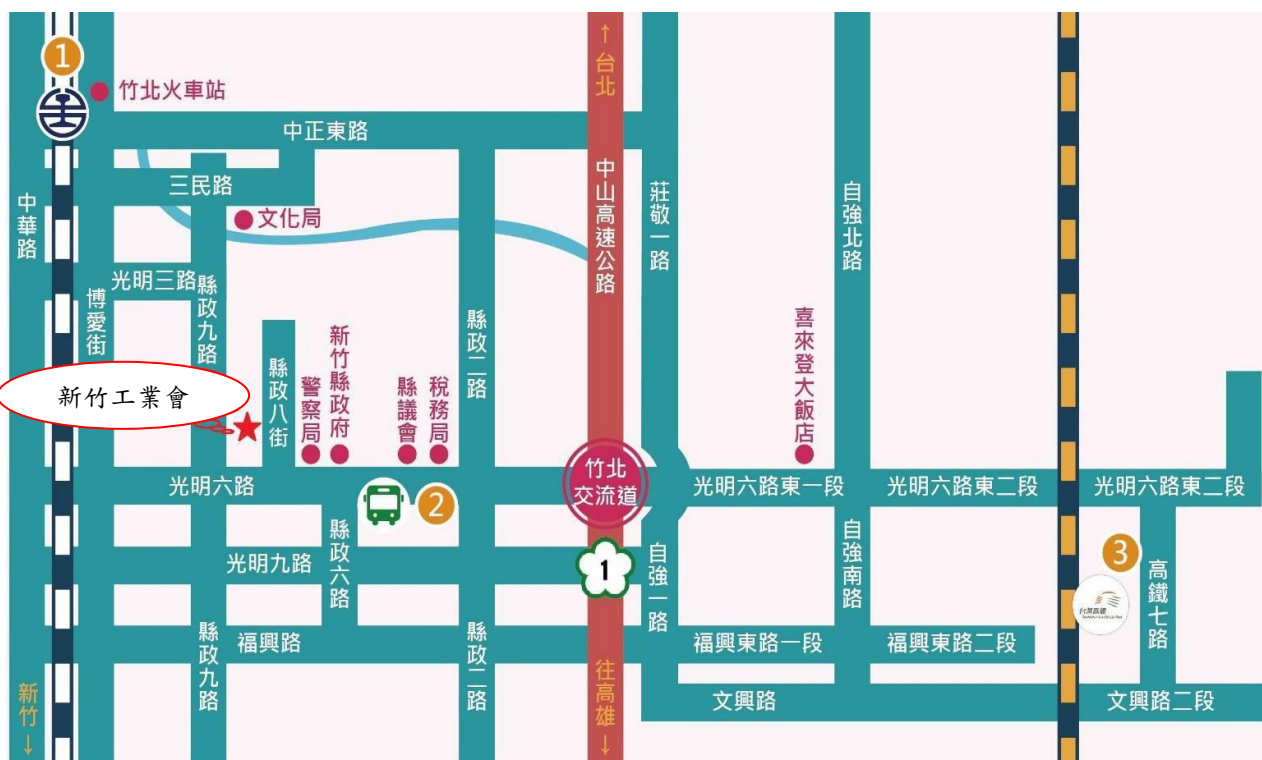 1
竹北火車站
↑台北
中正東路
三民路
文化局
中華路
中山高速公路
莊敬一路
自強北路
光明三路
縣政九路
博愛街
縣政二路
喜來登大飯店
新竹縣政府
縣政八街
警察局
縣議會
稅務局
新竹工業會
竹北
交流道
光明六路
光明六路東一段
光明六路東二段
光明六路東二段
2
縣政六路
光明九路
1
自強一路
自強南路
3
高鐵七路
台灣高鐵
福興路
縣政九路
縣政二路
福興東路一段
福興東路二段
往高雄↓
新竹↓
文興路
文興路二段